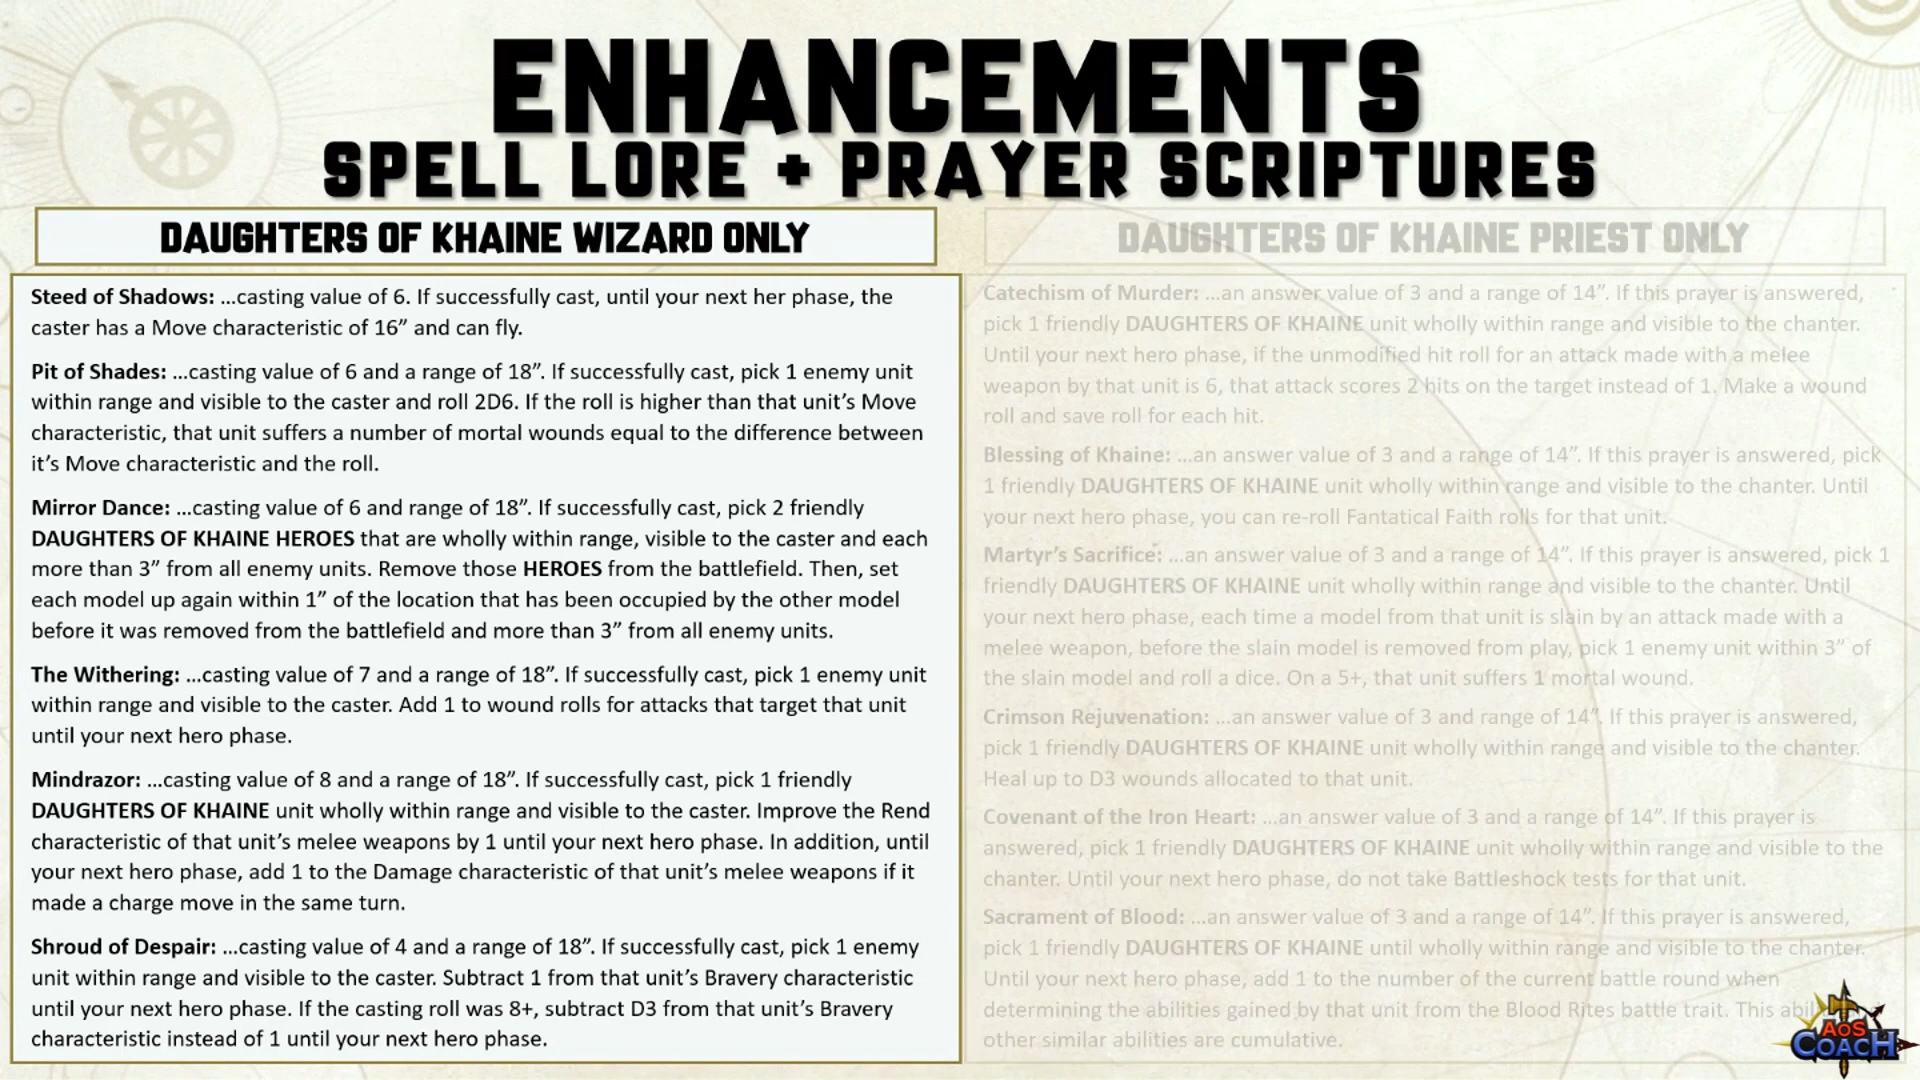 ENHANCEMENTS
SPELL LORE + PRAYER SCRIPTURES
DAUGHTERS OF KHAINE WIZARD ONLY
Steed of Shadows: ...casting value of 6. If successfully cast, until your next her phase, the
caster has a Move characteristic of 16” and can fly.
Pit of Shades: ...casting value of 6 and a range of 18”. If successfully cast, pick 1 enemy unit
within range and visible to the caster and roll 2D6. If the roll is higher than that unit’s Move
characteristic, that unit suffers a number of mortal wounds equal to the difference between
it’s Move characteristic and the roll.
Mirror Dance: ...casting value of 6 and range of 18”. If successfully cast, pick 2 friendly
DAUGHTERS OF KHAINE HEROES that are wholly within range, visible to the caster and each
more than 3” from all enemy units. Remove those HEROES from the battlefield. Then, set
each model up again within 1” of the location that has been occupied by the other model
before it was removed from the battlefield and more than 3” from all enemy units.
The Withering: ...casting value of 7 and a range of 18”. If successfully cast, pick 1 enemy unit
within range and visible to the caster. Add 1 to wound rolls for attacks that target that unit
until your next hero phase.
Mindrazor: ...casting value of 8 and a range of 18”. If successfully cast, pick 1 friendly
DAUGHTERS OF KHAINE unit wholly within range and visible to the caster. Improve the Rend
characteristic of that unit’s melee weapons by 1 until your next hero phase. In addition, until
your next hero phase, add 1 to the Damage characteristic of that unit’s melee weapons if it
made a charge move in the same turn.
Shroud of Despair: ...casting value of 4 and a range of 18”. If successfully cast, pick 1 enemy
unit within range and visible to the caster. Subtract 1 from that unit’s Bravery characteristic
until your next hero phase. If the casting roll was 8+, subtract D3 from that unit’s Bravery
characteristic instead of 1 until your next hero phase.
DAUGHTERS OF KHAINE PRIEST ONLY
Catechism of Murder: ...an answer value of 3 and a range of 14”. If this prayer is answered,
pick 1 friendly DAUGHTERS OF KHAINE unit wholly within range and visible to the chanter.
Until your next hero phase, if the unmodified hit roll for an attack made with a melee
weapon by that unit is 6, that attack scores 2 hits on the target instead of 1. Make a wound
roll and save roll for each hit.
Blessing of Khaine: ...an answer value of 3 and a range of 14”. If this prayer is answered, pick
1 friendly DAUGHTERS OF KHAINE unit wholly within range and visible to the chanter. Until
your next hero phase, you can re-roll Fantatical Faith rolls for that unit.
Martyr’s Sacrifice: ...an answer value of 3 and a range of 14”. If this prayer is answered, pick 1
friendly DAUGHTERS OF KHAINE unit wholly within range and visible to the chanter. Until
your next hero phase, each time a model from that unit is slain by an attack made with a
melee weapon, before the slain model is removed from play, pick 1 enemy unit within 3” of
the slain model and roll a dice. On a 5+, that unit suffers 1 mortal wound.
Crimson Rejuvenation: ...an answer value of 3 and range of 14”. If this prayer is answered,
pick 1 friendly DAUGHTERS OF KHAINE unit wholly within range and visible to the chanter.
Heal up to D3 wounds allocated to that unit.
Covenant of the Iron Heart: ...an answer value of 3 and a range of 14”. If this prayer is
answered, pick 1 friendly DAUGHTERS OF KHAINE unit wholly within range and visible to the
chanter. Until your next hero phase, do not take Battleshock tests for that unit.
Sacrament of Blood: ...an answer value of 3 and a range of 14”. If this prayer is answered,
pick 1 friendly DAUGHTERS OF KHAINE until wholly within range and visible to the chanter.
Until your next hero phase, add 1 to the number of the current battle round when
determining the abilities gained by that unit from the Blood Rites battle trait. This
other similar abilities are cumulative.
AoS
COACH